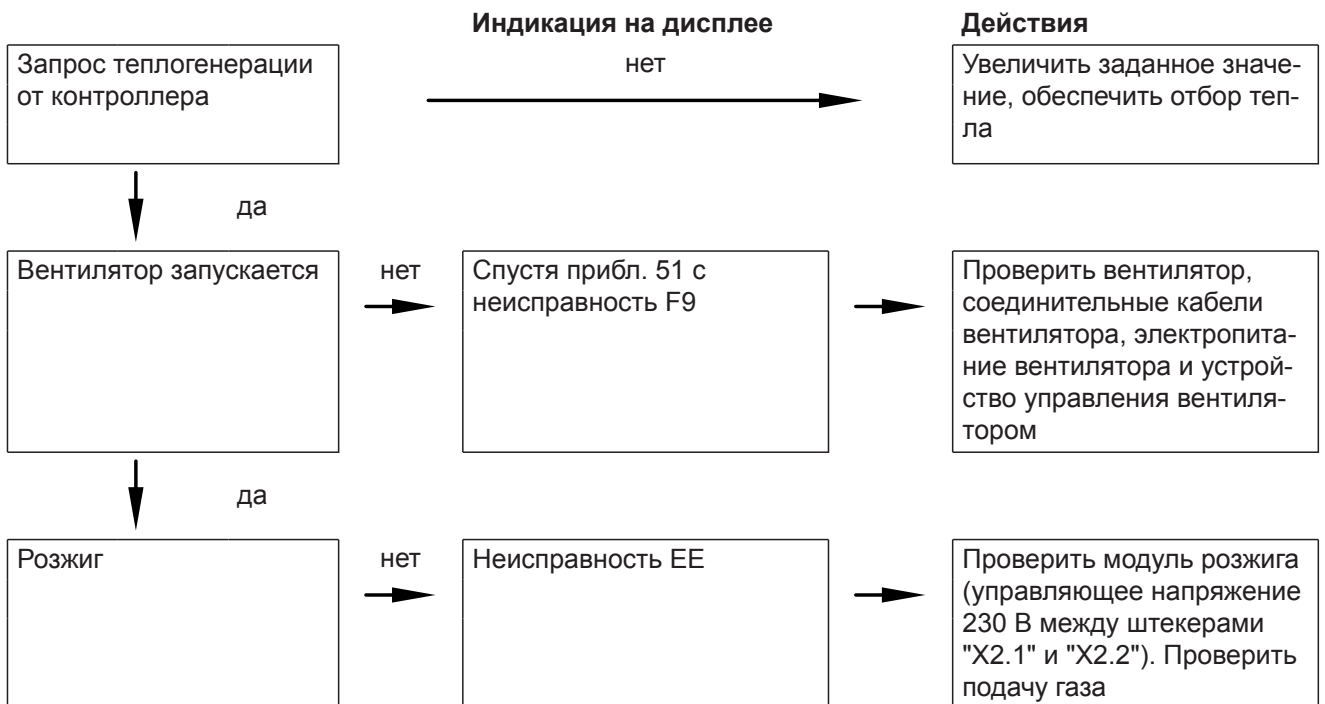 Индикация на дисплее
Действия
Запрос теплогенерации
от контроллера
нет
Увеличить заданное значе-
ние, обеспечить отбор теп-
ла
да
Вентилятор запускается
нет
Спустя прибл. 51 с
неисправность F9
Проверить вентилятор,
соединительные кабели
вентилятора, электропита-
ние вентилятора и устрой-
ство управления вентиля-
тором
да
Розжиг
нет
Неисправность EE
Проверить модуль розжига
(управляющее напряжение
230 В между штекерами
"X2.1" и "X2.2"). Проверить
подачу газа